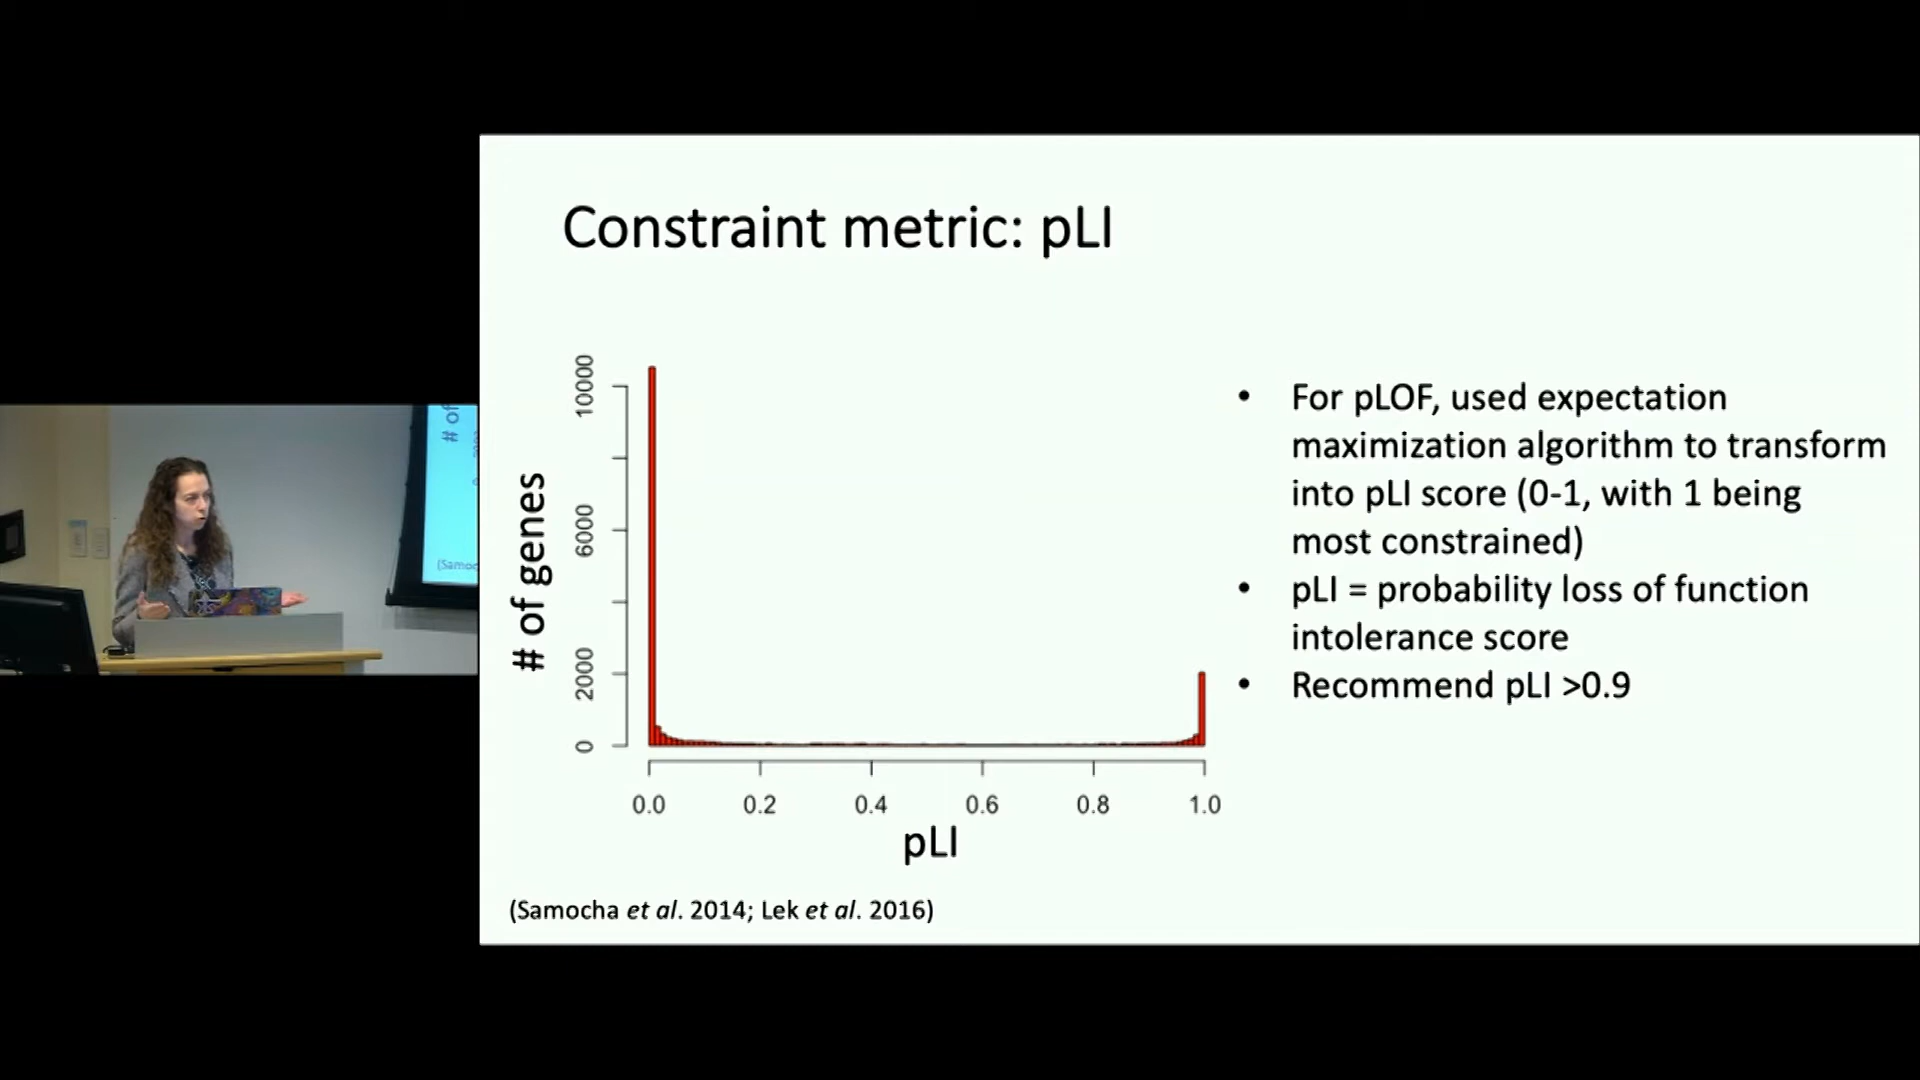 Constraint metric: pLI
# of genes
10000
6000
2000
0
0.0 0.2 0.4 0.6 0.8 1.0
pLI
• For pLOF, used expectation
maximization algorithm to transform
into pLI score (0-1, with 1 being
most constrained)
• pLI = probability loss of function
intolerance score
• Recommend pLI >0.9
(Samocha et al. 2014; Lek et al. 2016)
# of
(Samoc